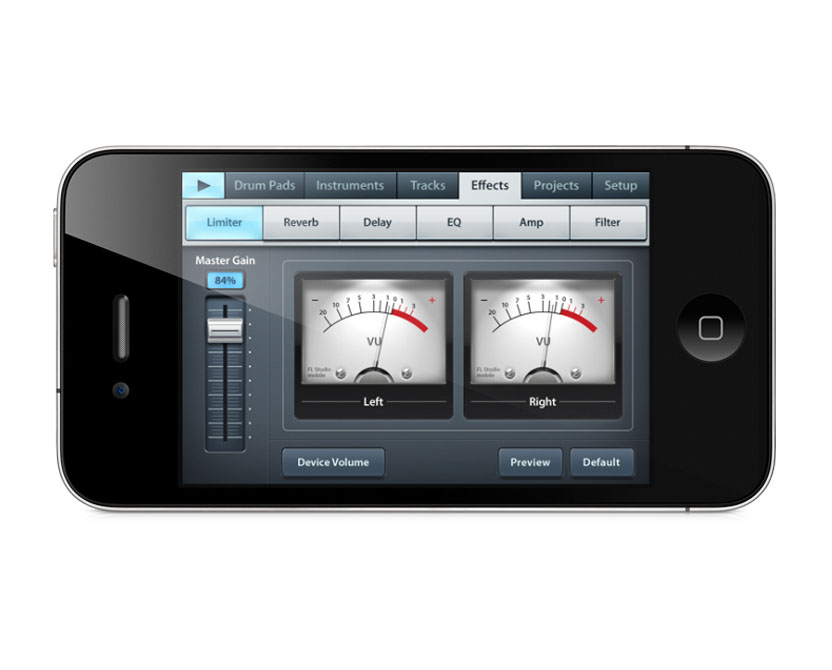 Drum Pads Instruments Tracks Effects Projects Setup
Limiter Reverb Delay EQ Amp Filter
Master Gain
84%
- 20 10 7 5 3 1 0 1 3 +
VU
FL Studio
mobile
Left
- 20 10 7 5 3 1 0 1 3 +
VU
FL Studio
mobile
Right
Device Volume Preview Default